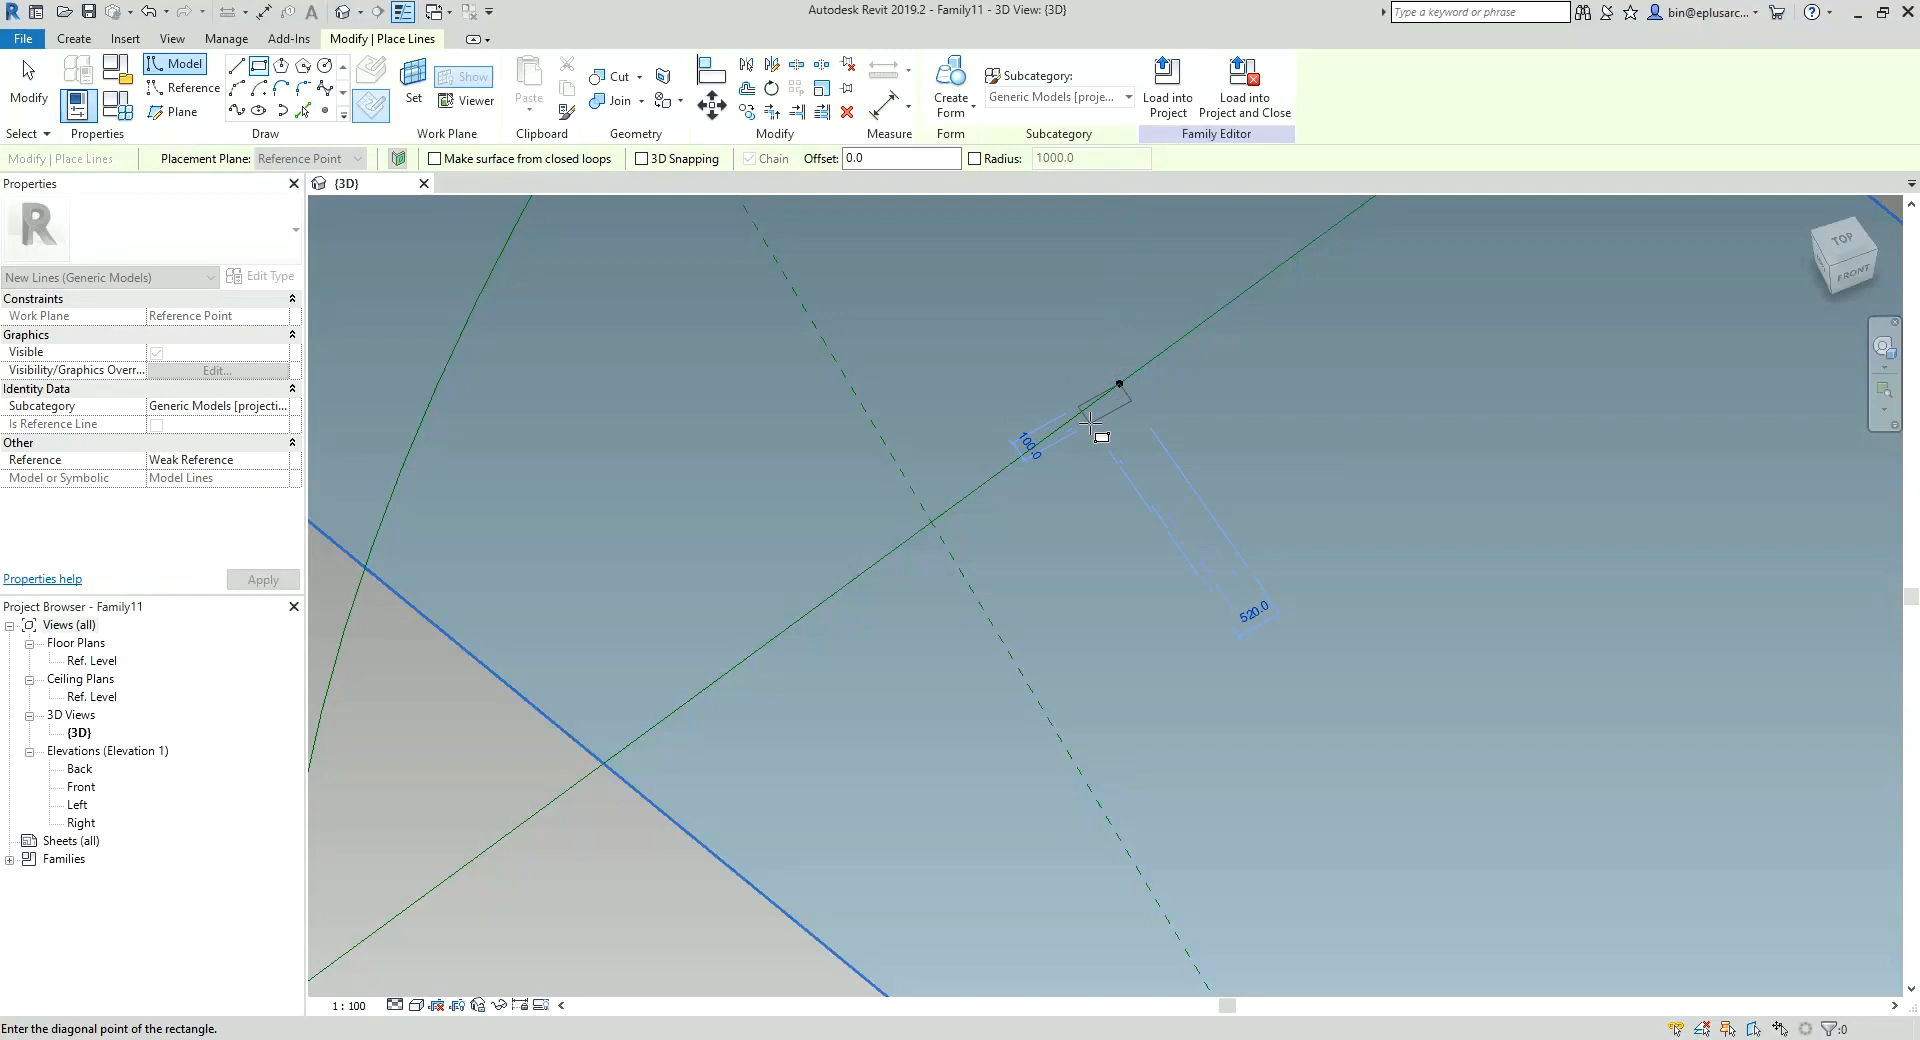 Autodesk Revit 2019.2 - Family11 - 3D View: {3D}
Type a keyword or phrase
bin@eplusarc...
File Create Insert View Manage Add-Ins Modify | Place Lines
Modify
Model
Reference
Plane
Set
Show
Viewer
Paste
Cut
Join
Create
Form
Subcategory:
Generic Models [proje...
Load into
Project
Load into
Project and Close
Select Properties Draw Work Plane Clipboard Geometry Modify Measure Form Subcategory Family Editor
Modify | Place Lines Placement Plane: Reference Point Make surface from closed loops 3D Snapping Chain Offset: 0.0 Radius: 1000.0
Properties
{3D}
R
New Lines (Generic Models) Edit Type
Constraints
Work Plane Reference Point
Graphics
Visible
Visibility/Graphics Overr... Edit...
Identity Data
Subcategory Generic Models [projecti...
Is Reference Line
Other
Reference Weak Reference
Model or Symbolic Model Lines
Properties help Apply
Project Browser - Family11
Views (all)
Floor Plans
Ref. Level
Ceiling Plans
Ref. Level
3D Views
{3D}
Elevations (Elevation 1)
Back
Front
Left
Right
Sheets (all)
Families
TOP
FRONT
100.0
520.0
1 : 100
Enter the diagonal point of the rectangle.
:0